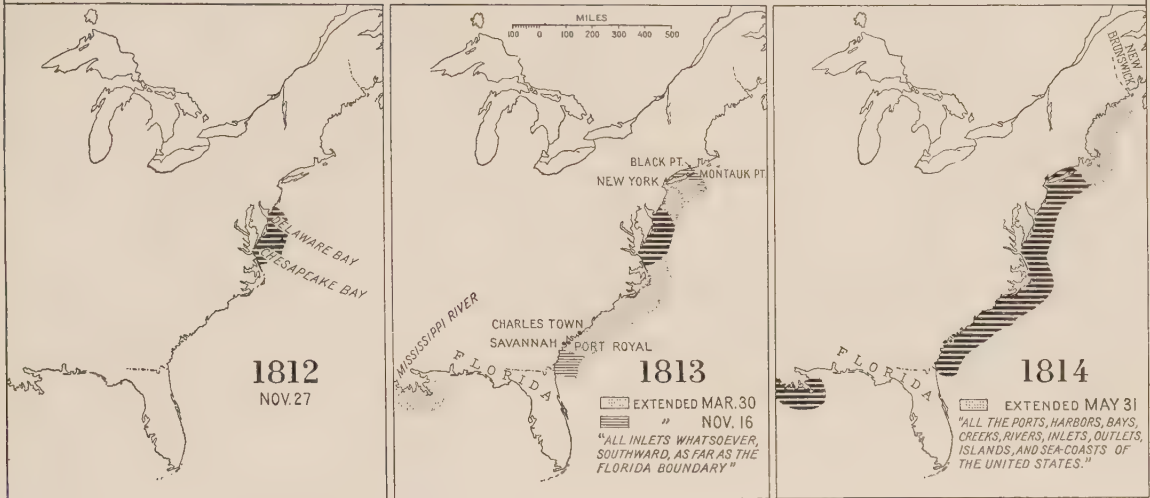 DELAWARE BAY
CHESAPEAKE BAY
1812
NOV. 27
MILES
100 0 100 200 300 400 500
BLACK PT.
MONTAUK PT.
NEW YORK
MISSISSIPPI RIVER
CHARLES TOWN
SAVANNAH
PORT ROYAL
FLORIDA
1813
EXTENDED MAR. 30
" NOV. 16
"ALL INLETS WHATSOEVER,
SOUTHWARD, AS FAR AS THE
FLORIDA BOUNDARY"
NEW
BRUNSWICK
FLORIDA
1814
EXTENDED MAY 31
"ALL THE PORTS, HARBORS, BAYS,
CREEKS, RIVERS, INLETS, OUTLETS,
ISLANDS, AND SEA-COASTS OF
THE UNITED STATES."